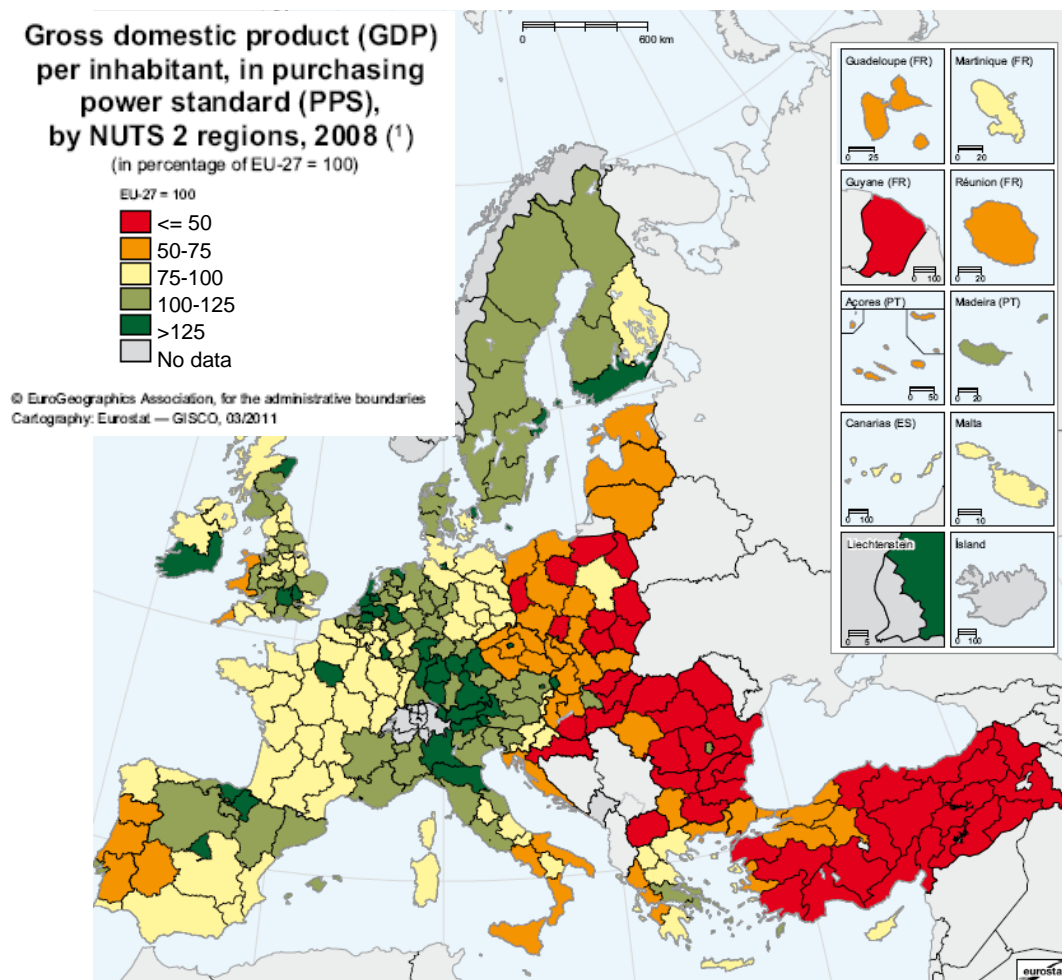 Gross domestic product (GDP)
per inhabitant, in purchasing
power standard (PPS),
by NUTS 2 regions, 2008 (¹)
(in percentage of EU-27 = 100)
EU-27 = 100
<= 50
50-75
75-100
100-125
>125
No data
© EuroGeographics Association, for the administrative boundaries
Cartography: Eurostat — GISCO, 03/2011
0 600 km
Guadeloupe (FR)
0 25
Martinique (FR)
0 20
Guyane (FR)
0 100
Réunion (FR)
0 20
Açores (PT)
0 50
Madeira (PT)
0 20
Canarias (ES)
0 100
Malta
0 10
Liechtenstein
0 5
Ísland
0 100
eurostat